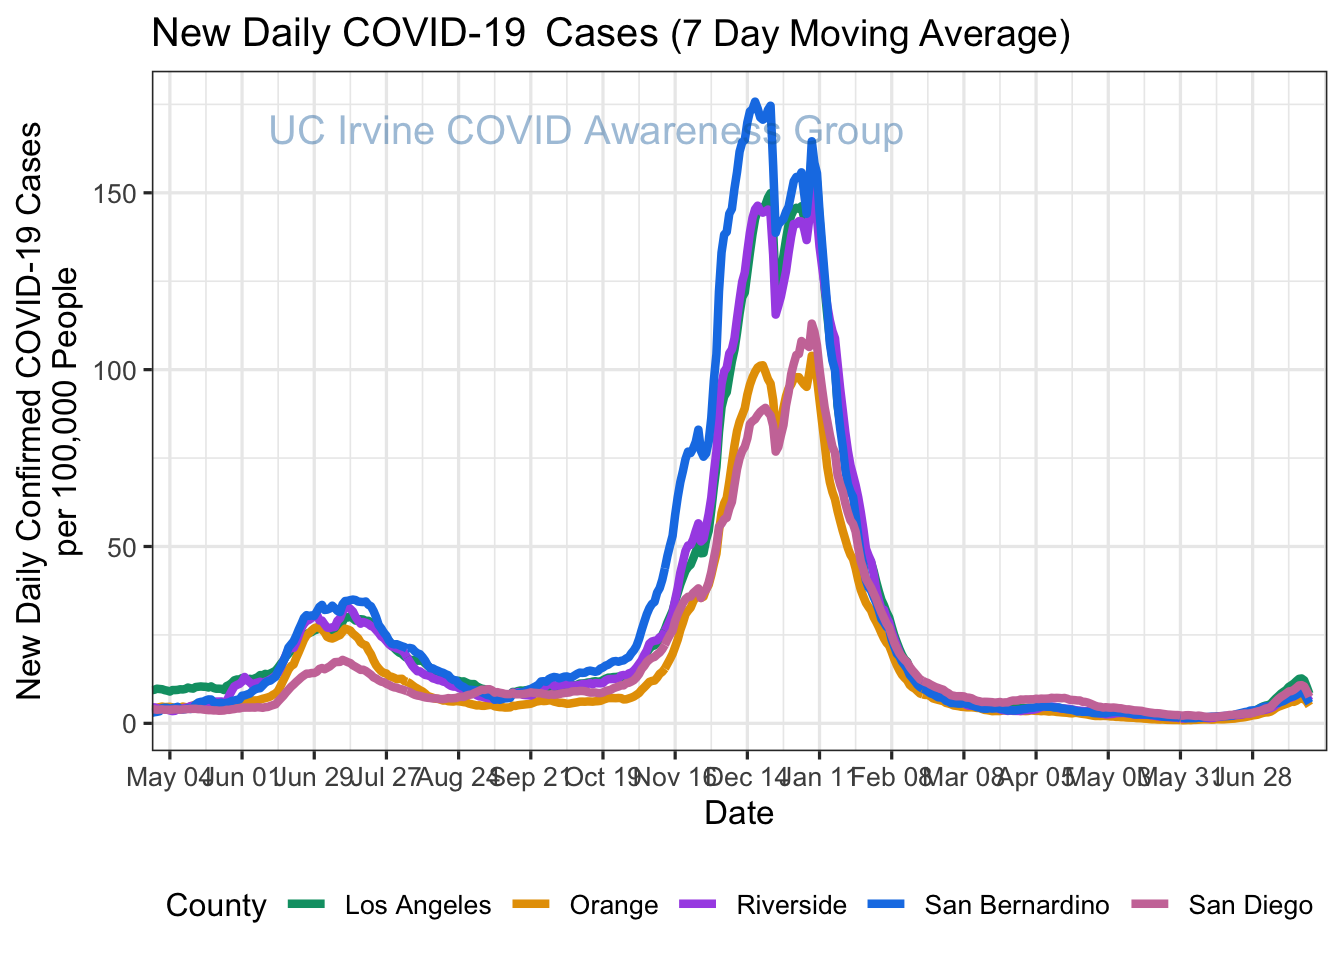 New Daily COVID-19 Cases (7 Day Moving Average)
UC Irvine COVID Awareness Group
New Daily Confirmed COVID-19 Cases
per 100,000 People
150
100
50
0
May 04 Jun 01 Jun 29 Jul 27 Aug 24 Sep 21 Oct 19 Nov 16 Dec 14 Jan 11 Feb 08 Mar 08 Apr 05 May 03 May 31 Jun 28
Date
County Los Angeles Orange Riverside San Bernardino San Diego